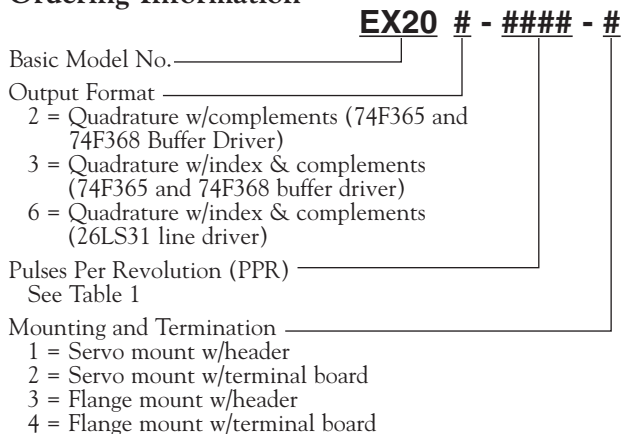 Ordering Information
EX20 # - #### - #
Basic Model No.
Output Format
2 = Quadrature w/complements (74F365 and
74F368 Buffer Driver)
3 = Quadrature w/index & complements
(74F365 and 74F368 buffer driver)
6 = Quadrature w/index & complements
(26LS31 line driver)
Pulses Per Revolution (PPR)
See Table 1
Mounting and Termination
1 = Servo mount w/header
2 = Servo mount w/terminal board
3 = Flange mount w/header
4 = Flange mount w/terminal board